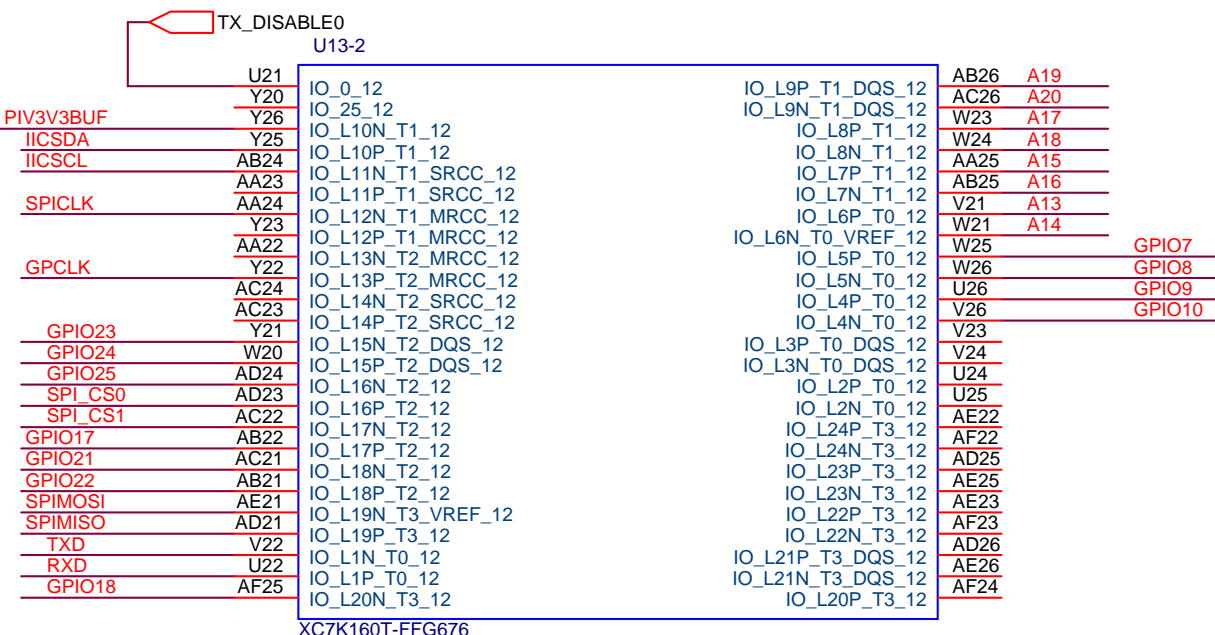 TX_DISABLE0
U13-2
U21 IO_0_12 IO_L9P_T1_DQS_12 AB26 A19
Y20 IO_25_12 IO_L9N_T1_DQS_12 AC26 A20
PIV3V3BUF Y26 IO_L10N_T1_12 IO_L8P_T1_12 W23 A17
IICSDA Y25 IO_L10P_T1_12 IO_L8N_T1_12 W24 A18
IICSCL AB24 IO_L11N_T1_SRCC_12 IO_L7P_T1_12 AA25 A15
AA23 IO_L11P_T1_SRCC_12 IO_L7N_T1_12 AB25 A16
SPICLK AA24 IO_L12N_T1_MRCC_12 IO_L6P_T0_12 V21 A13
Y23 IO_L12P_T1_MRCC_12 IO_L6N_T0_VREF_12 W21 A14
AA22 IO_L13N_T2_MRCC_12 IO_L5P_T0_12 W25 GPIO7
GPCLK Y22 IO_L13P_T2_MRCC_12 IO_L5N_T0_12 W26 GPIO8
AC24 IO_L14N_T2_SRCC_12 IO_L4P_T0_12 U26 GPIO9
AC23 IO_L14P_T2_SRCC_12 IO_L4N_T0_12 V26 GPIO10
GPIO23 Y21 IO_L15N_T2_DQS_12 IO_L3P_T0_DQS_12 V23
GPIO24 W20 IO_L15P_T2_DQS_12 IO_L3N_T0_DQS_12 V24
GPIO25 AD24 IO_L16N_T2_12 IO_L2P_T0_12 U24
SPI_CS0 AD23 IO_L16P_T2_12 IO_L2N_T0_12 U25
SPI_CS1 AC22 IO_L17N_T2_12 IO_L24P_T3_12 AE22
GPIO17 AB22 IO_L17P_T2_12 IO_L24N_T3_12 AF22
GPIO21 AC21 IO_L18N_T2_12 IO_L23P_T3_12 AD25
GPIO22 AB21 IO_L18P_T2_12 IO_L23N_T3_12 AE25
SPIMOSI AE21 IO_L19N_T3_VREF_12 IO_L22P_T3_12 AE23
SPIMISO AD21 IO_L19P_T3_12 IO_L22N_T3_12 AF23
TXD V22 IO_L1N_T0_12 IO_L21P_T3_DQS_12 AD26
RXD U22 IO_L1P_T0_12 IO_L21N_T3_DQS_12 AE26
GPIO18 AF25 IO_L20N_T3_12 IO_L20P_T3_12 AF24
XC7K160T-FFG676